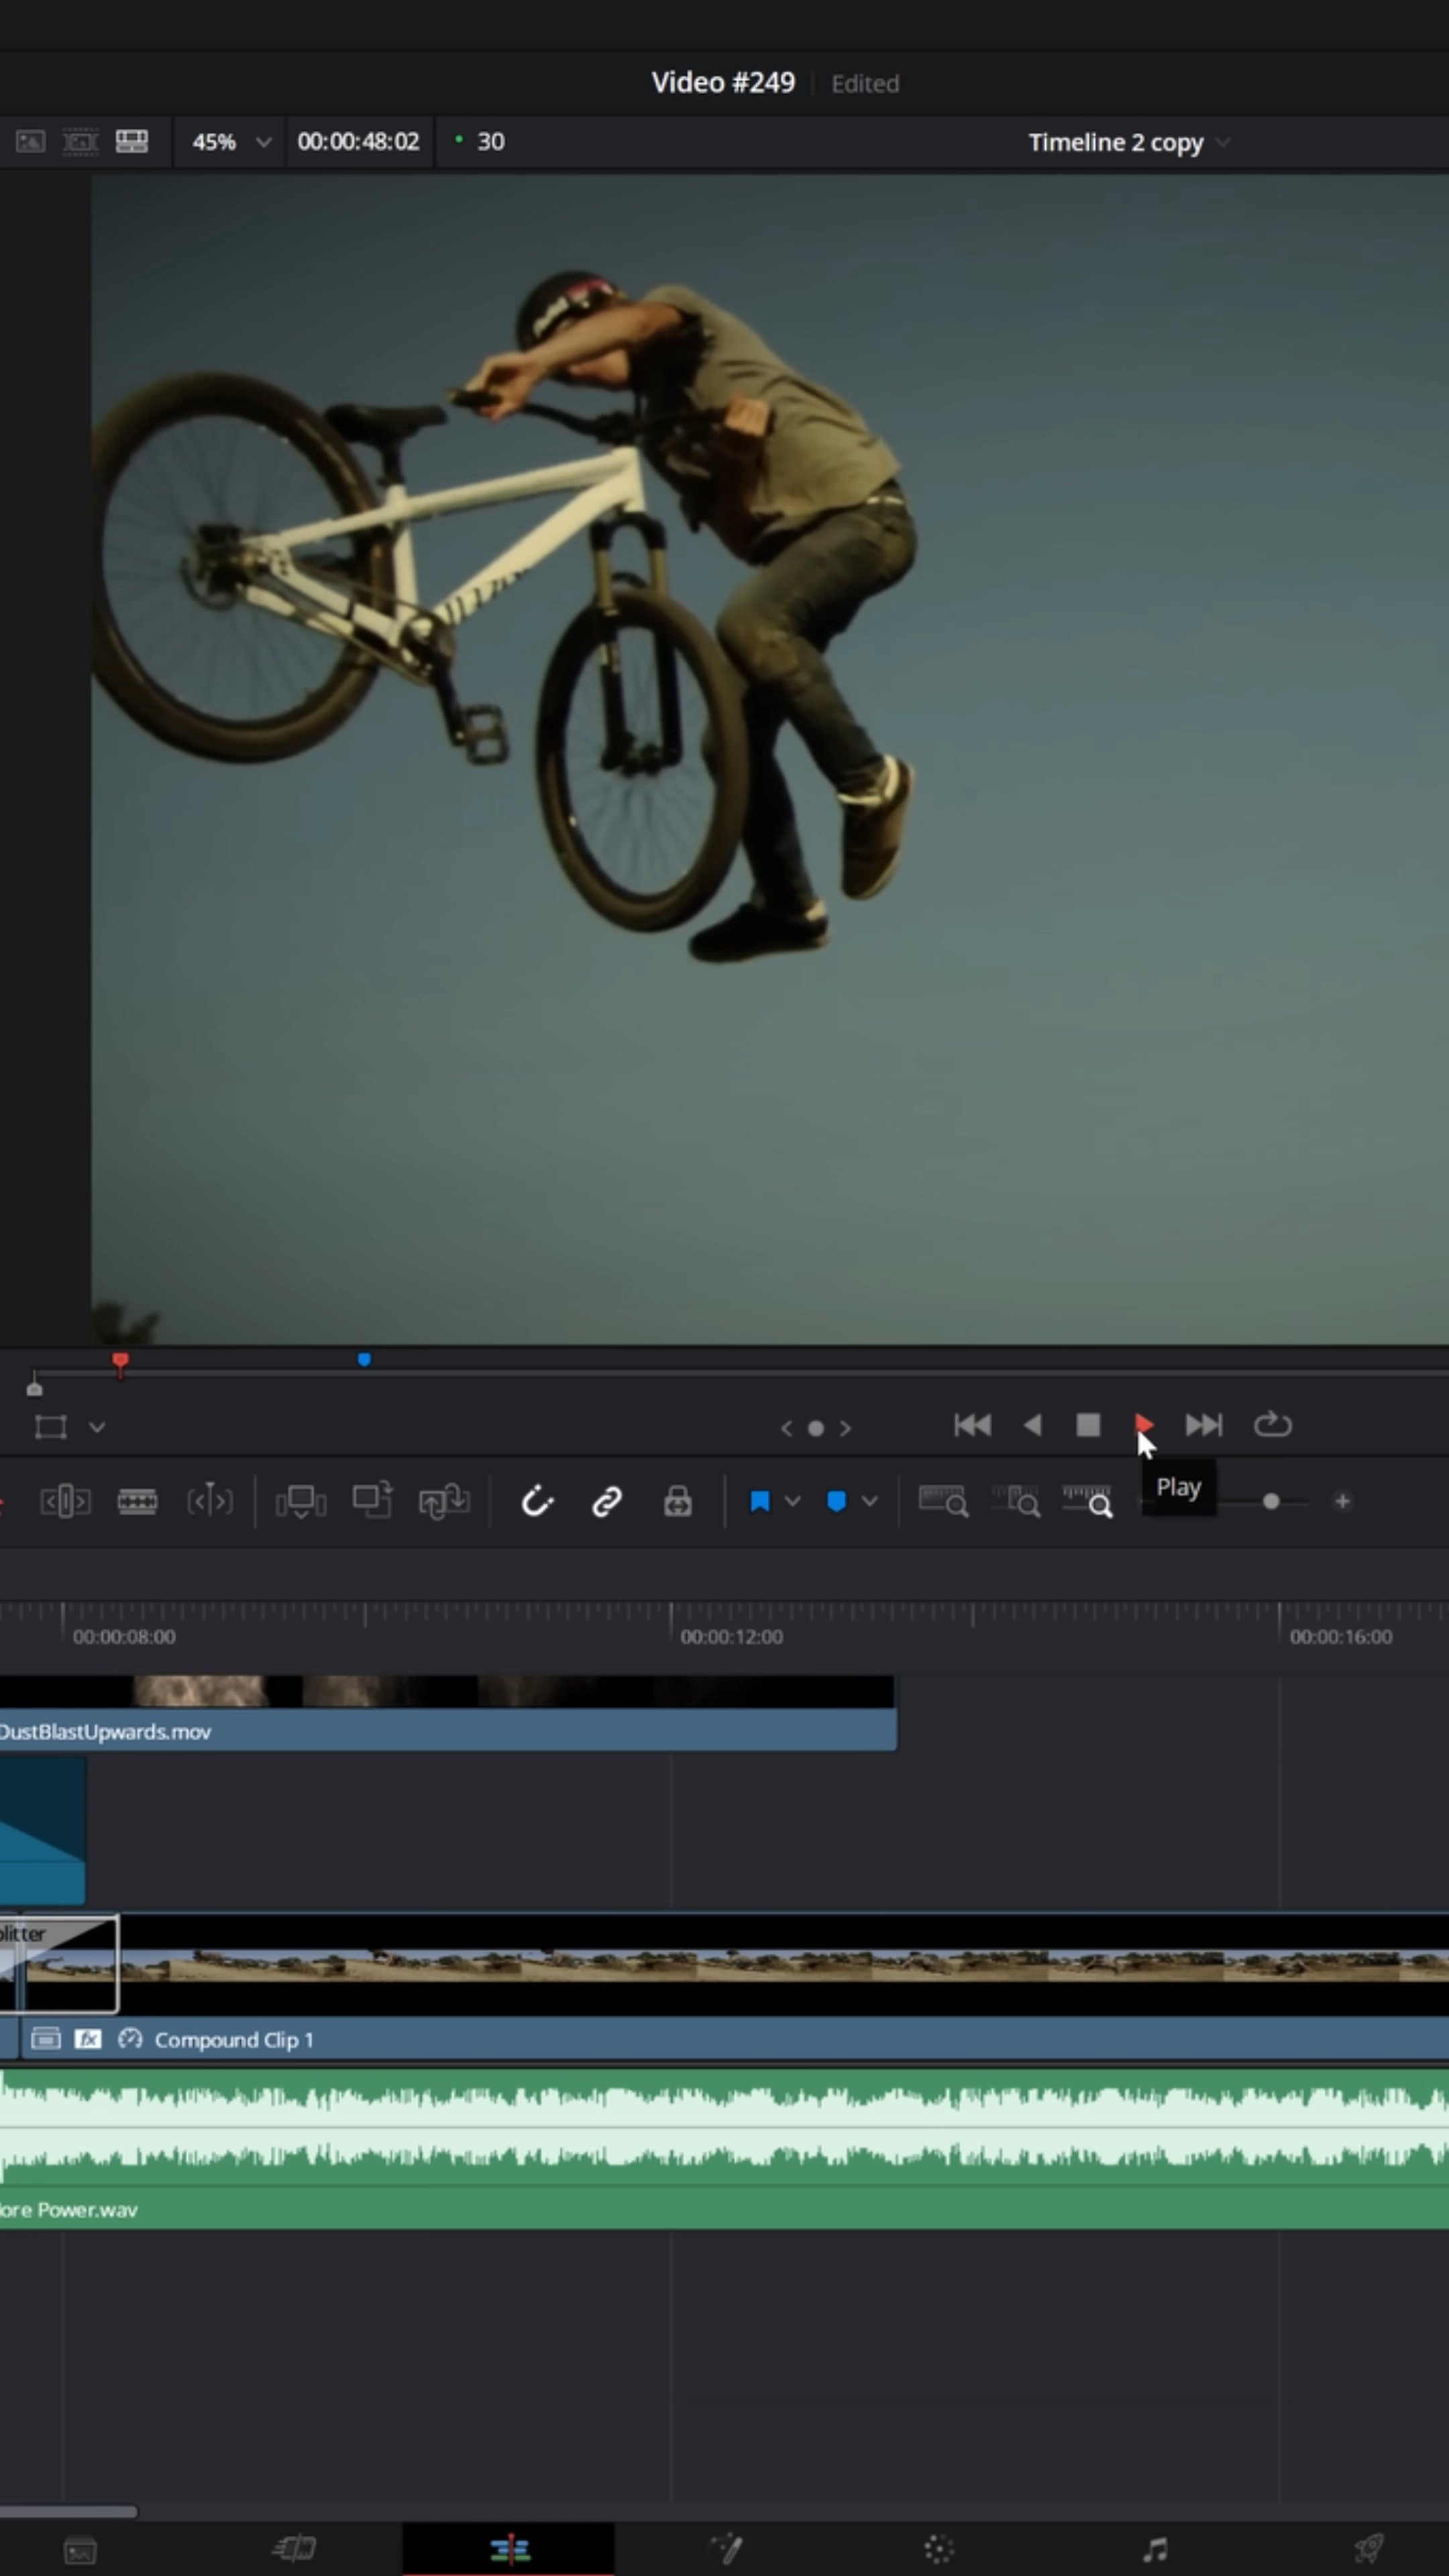 Video #249 Edited
45% 00:00:48:02 30 Timeline 2 copy
Play
00:00:08:00 00:00:12:00 00:00:16:00
DustBlastUpwards.mov
litter
fx Compound Clip 1
ore Power.wav